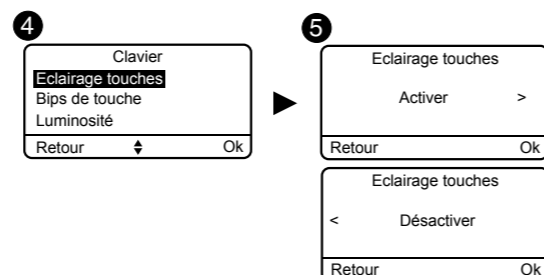 4
Clavier
Eclairage touches
Bips de touche
Luminosité
Retour Ok
5
Eclairage touches
Activer >
Retour Ok
Eclairage touches
< Désactiver
Retour Ok